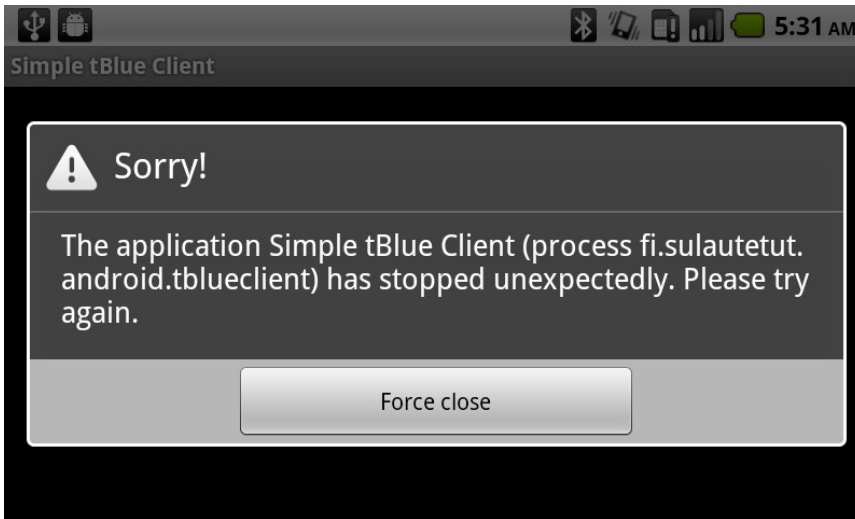 5:31 AM
Simple tBlue Client
Sorry!
The application Simple tBlue Client (process fi.sulautetut.
android.tblueclient) has stopped unexpectedly. Please try
again.
Force close